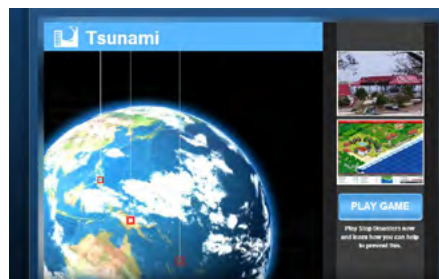 Tsunami
PLAY GAME
Play Stop Disasters now
and learn how you can help
to prevent this.